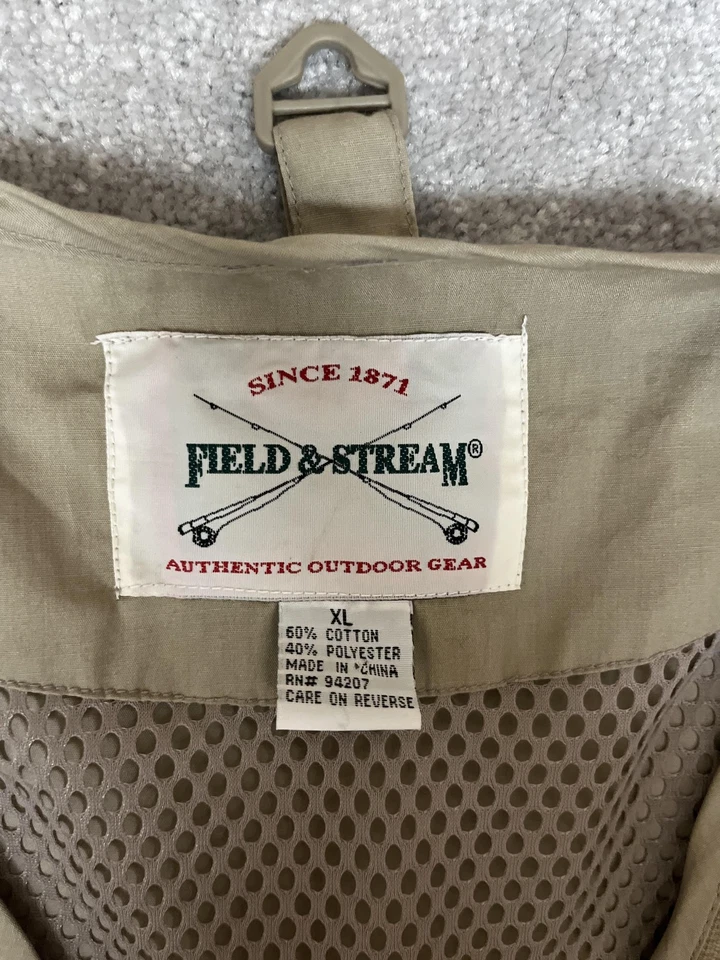 SINCE 1871
FIELD & STREAM®
AUTHENTIC OUTDOOR GEAR
XL
60% COTTON
40% POLYESTER
MADE IN CHINA
RN# 94207
CARE ON REVERSE